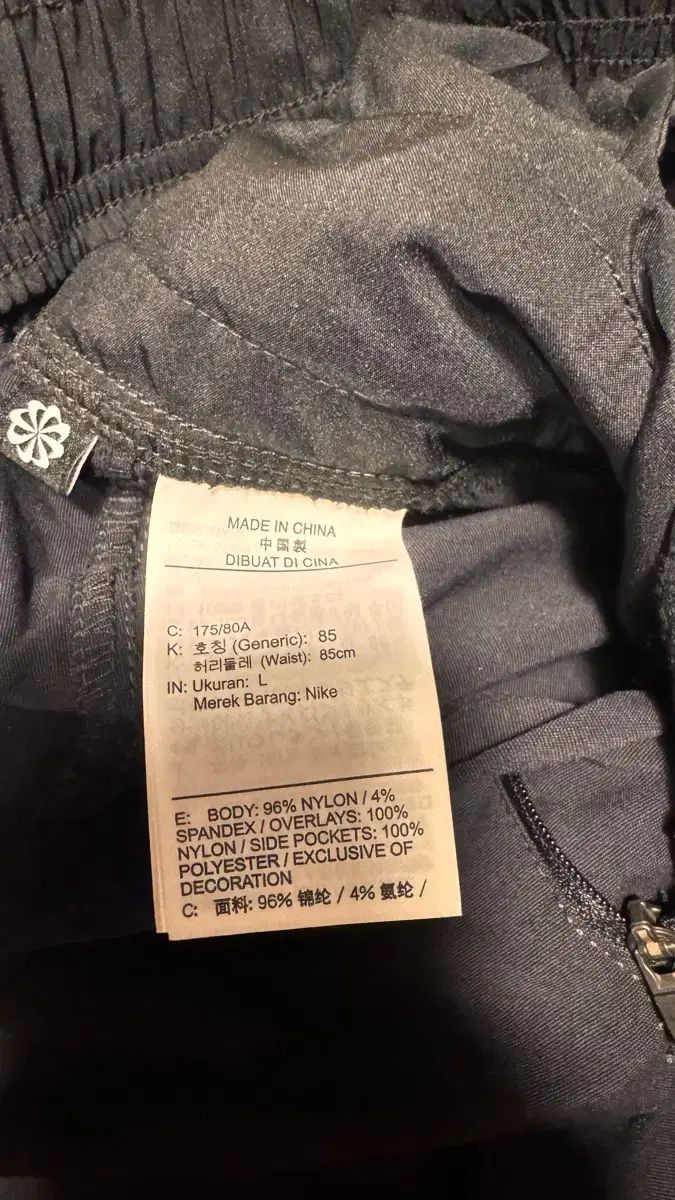 MADE IN CHINA
中国製
DIBUAT DI CINA
C: 175/80A
K: 호칭 (Generic): 85
허리둘레 (Waist): 85cm
IN: Ukuran: L
Merek Barang: Nike
E: BODY: 96% NYLON / 4%
SPANDEX / OVERLAYS: 100%
NYLON / SIDE POCKETS: 100%
POLYESTER / EXCLUSIVE OF
DECORATION
C: 面料: 96% 锦纶 / 4% 氨纶 /